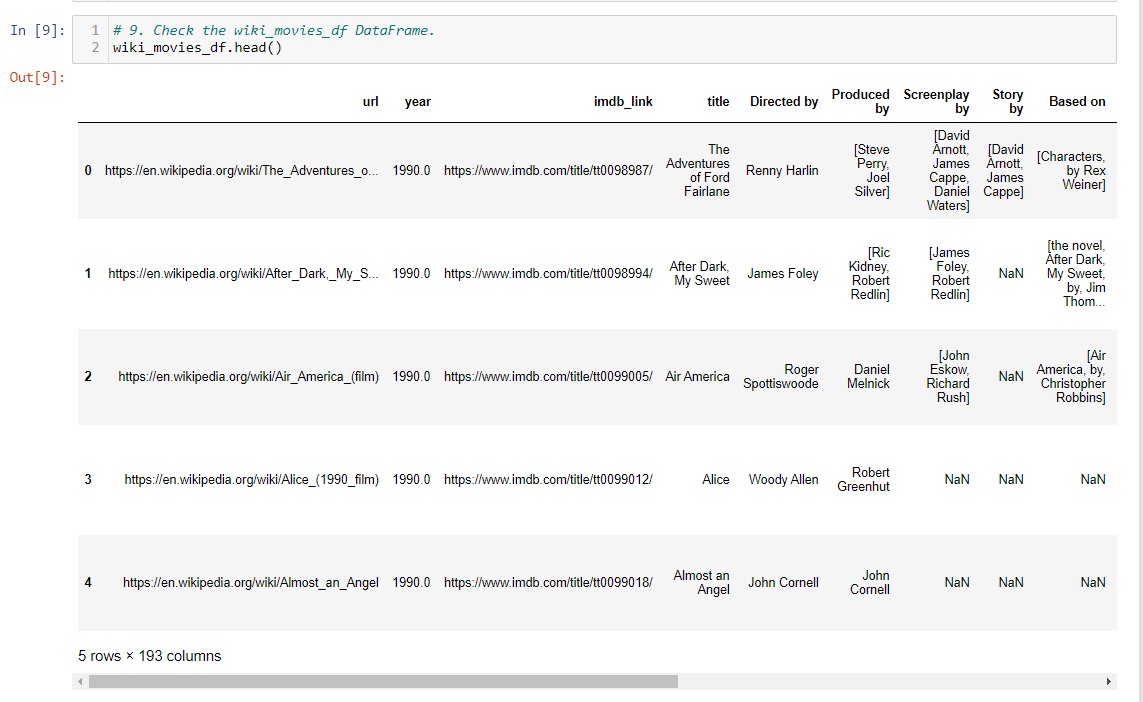 In [9]:
1 # 9. Check the wiki_movies_df DataFrame.
2 wiki_movies_df.head()
Out[9]:
url year imdb_link title Directed by Produced by Screenplay by Story by Based on
0 https://en.wikipedia.org/wiki/The_Adventures_o... 1990.0 https://www.imdb.com/title/tt0098987/ The Adventures of Ford Fairlane Renny Harlin [Steve Perry, Joel Silver] [David Arnott, James Cappe, Daniel Waters] [David Arnott, James Cappe] [Characters, by Rex Weiner]
1 https://en.wikipedia.org/wiki/After_Dark,_My_S... 1990.0 https://www.imdb.com/title/tt0098994/ After Dark, My Sweet James Foley [Ric Kidney, Robert Redlin] [James Foley, Robert Redlin] NaN [the novel, After Dark, My Sweet, by, Jim Thom...
2 https://en.wikipedia.org/wiki/Air_America_(film) 1990.0 https://www.imdb.com/title/tt0099005/ Air America Roger Spottiswoode Daniel Melnick [John Eskow, Richard Rush] NaN [Air America, by, Christopher Robbins]
3 https://en.wikipedia.org/wiki/Alice_(1990_film) 1990.0 https://www.imdb.com/title/tt0099012/ Alice Woody Allen Robert Greenhut NaN NaN NaN
4 https://en.wikipedia.org/wiki/Almost_an_Angel 1990.0 https://www.imdb.com/title/tt0099018/ Almost an Angel John Cornell John Cornell NaN NaN NaN
5 rows × 193 columns